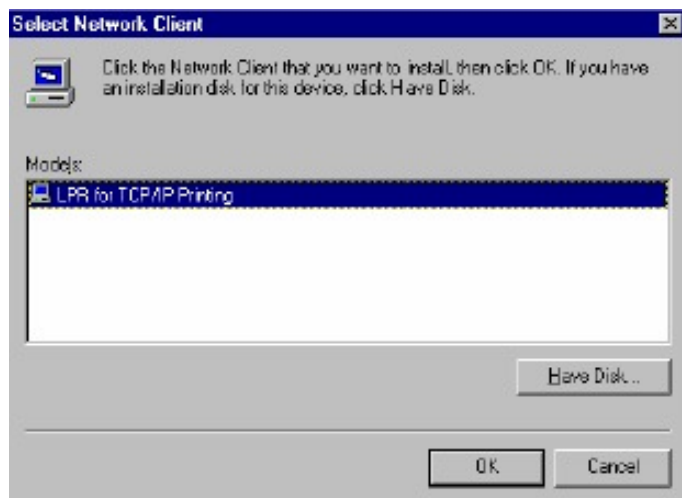 Select Network Client
Click the Network Client that you want to install, then click OK. If you have
an installation disk for this device, click Have Disk.
Models:
LPR for TCP/IP Printing
Have Disk...
OK
Cancel